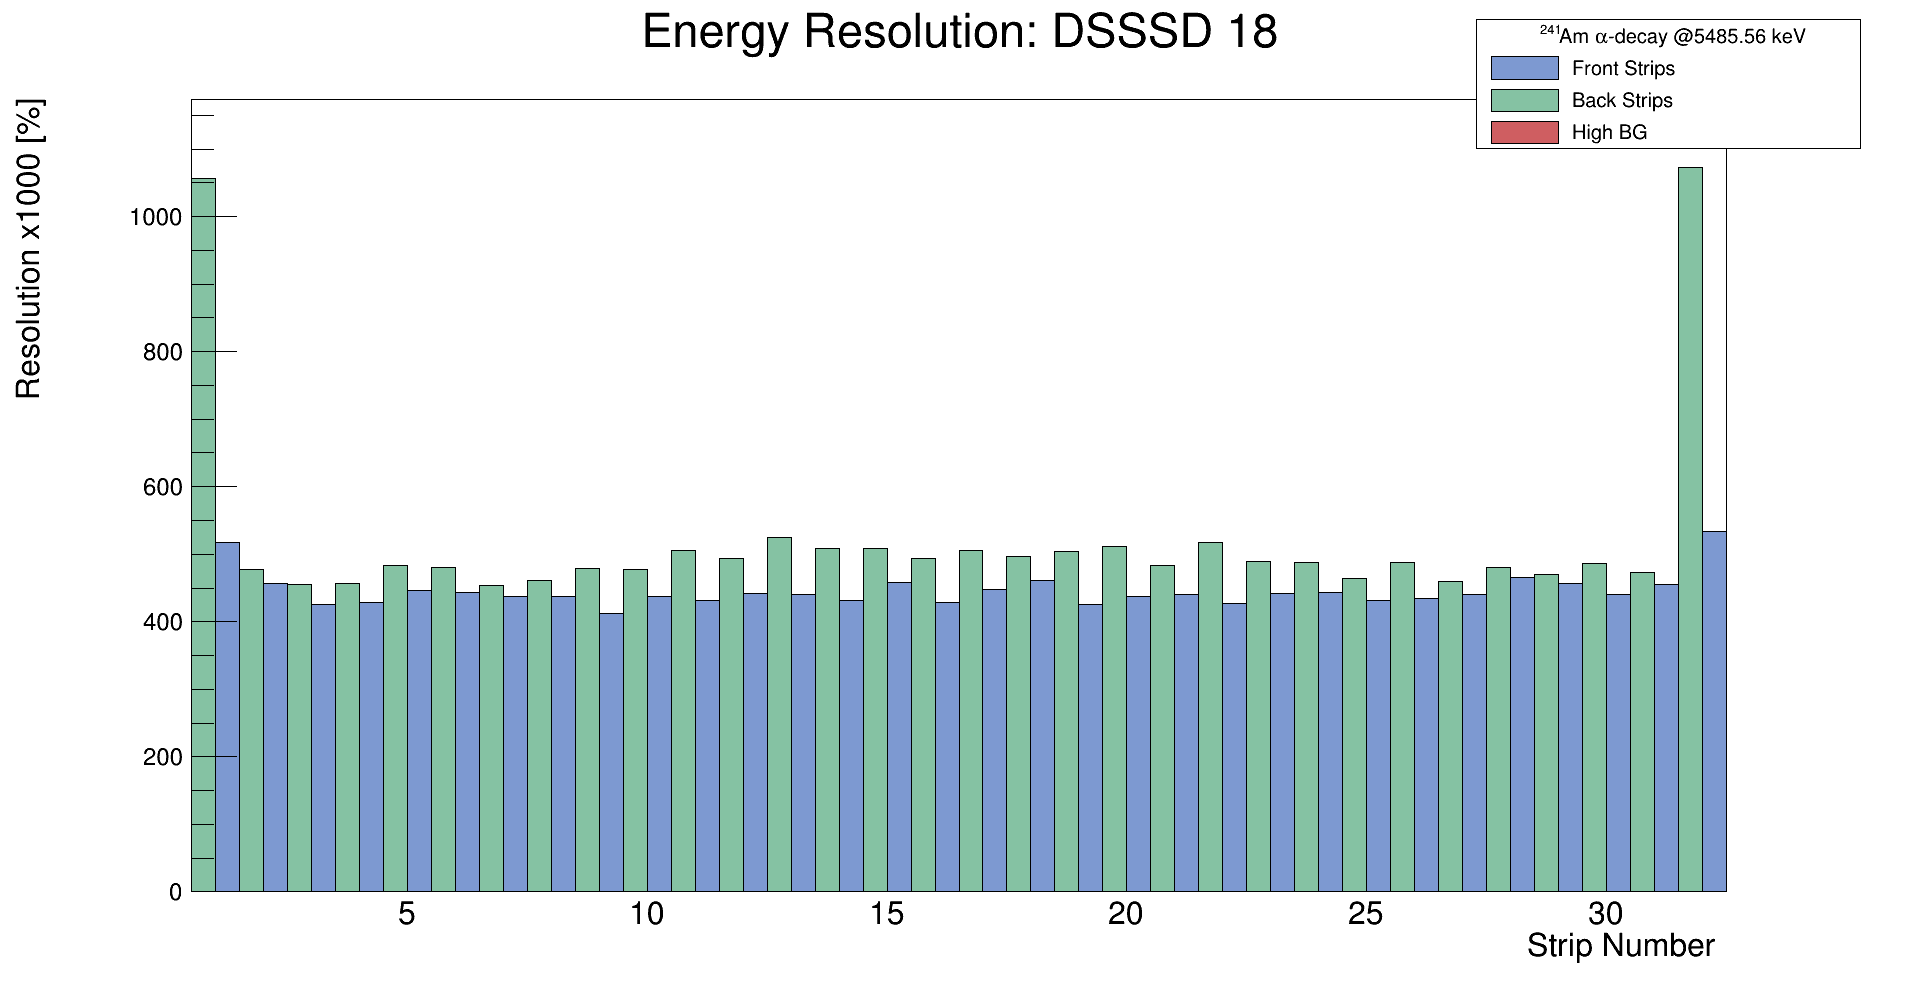 Energy Resolution: DSSSD 18
²⁴¹Am α-decay @5485.56 keV
Front Strips
Back Strips
High BG
Resolution x1000 [%]
1000
800
600
400
200
0
5 10 15 20 25 30
Strip Number